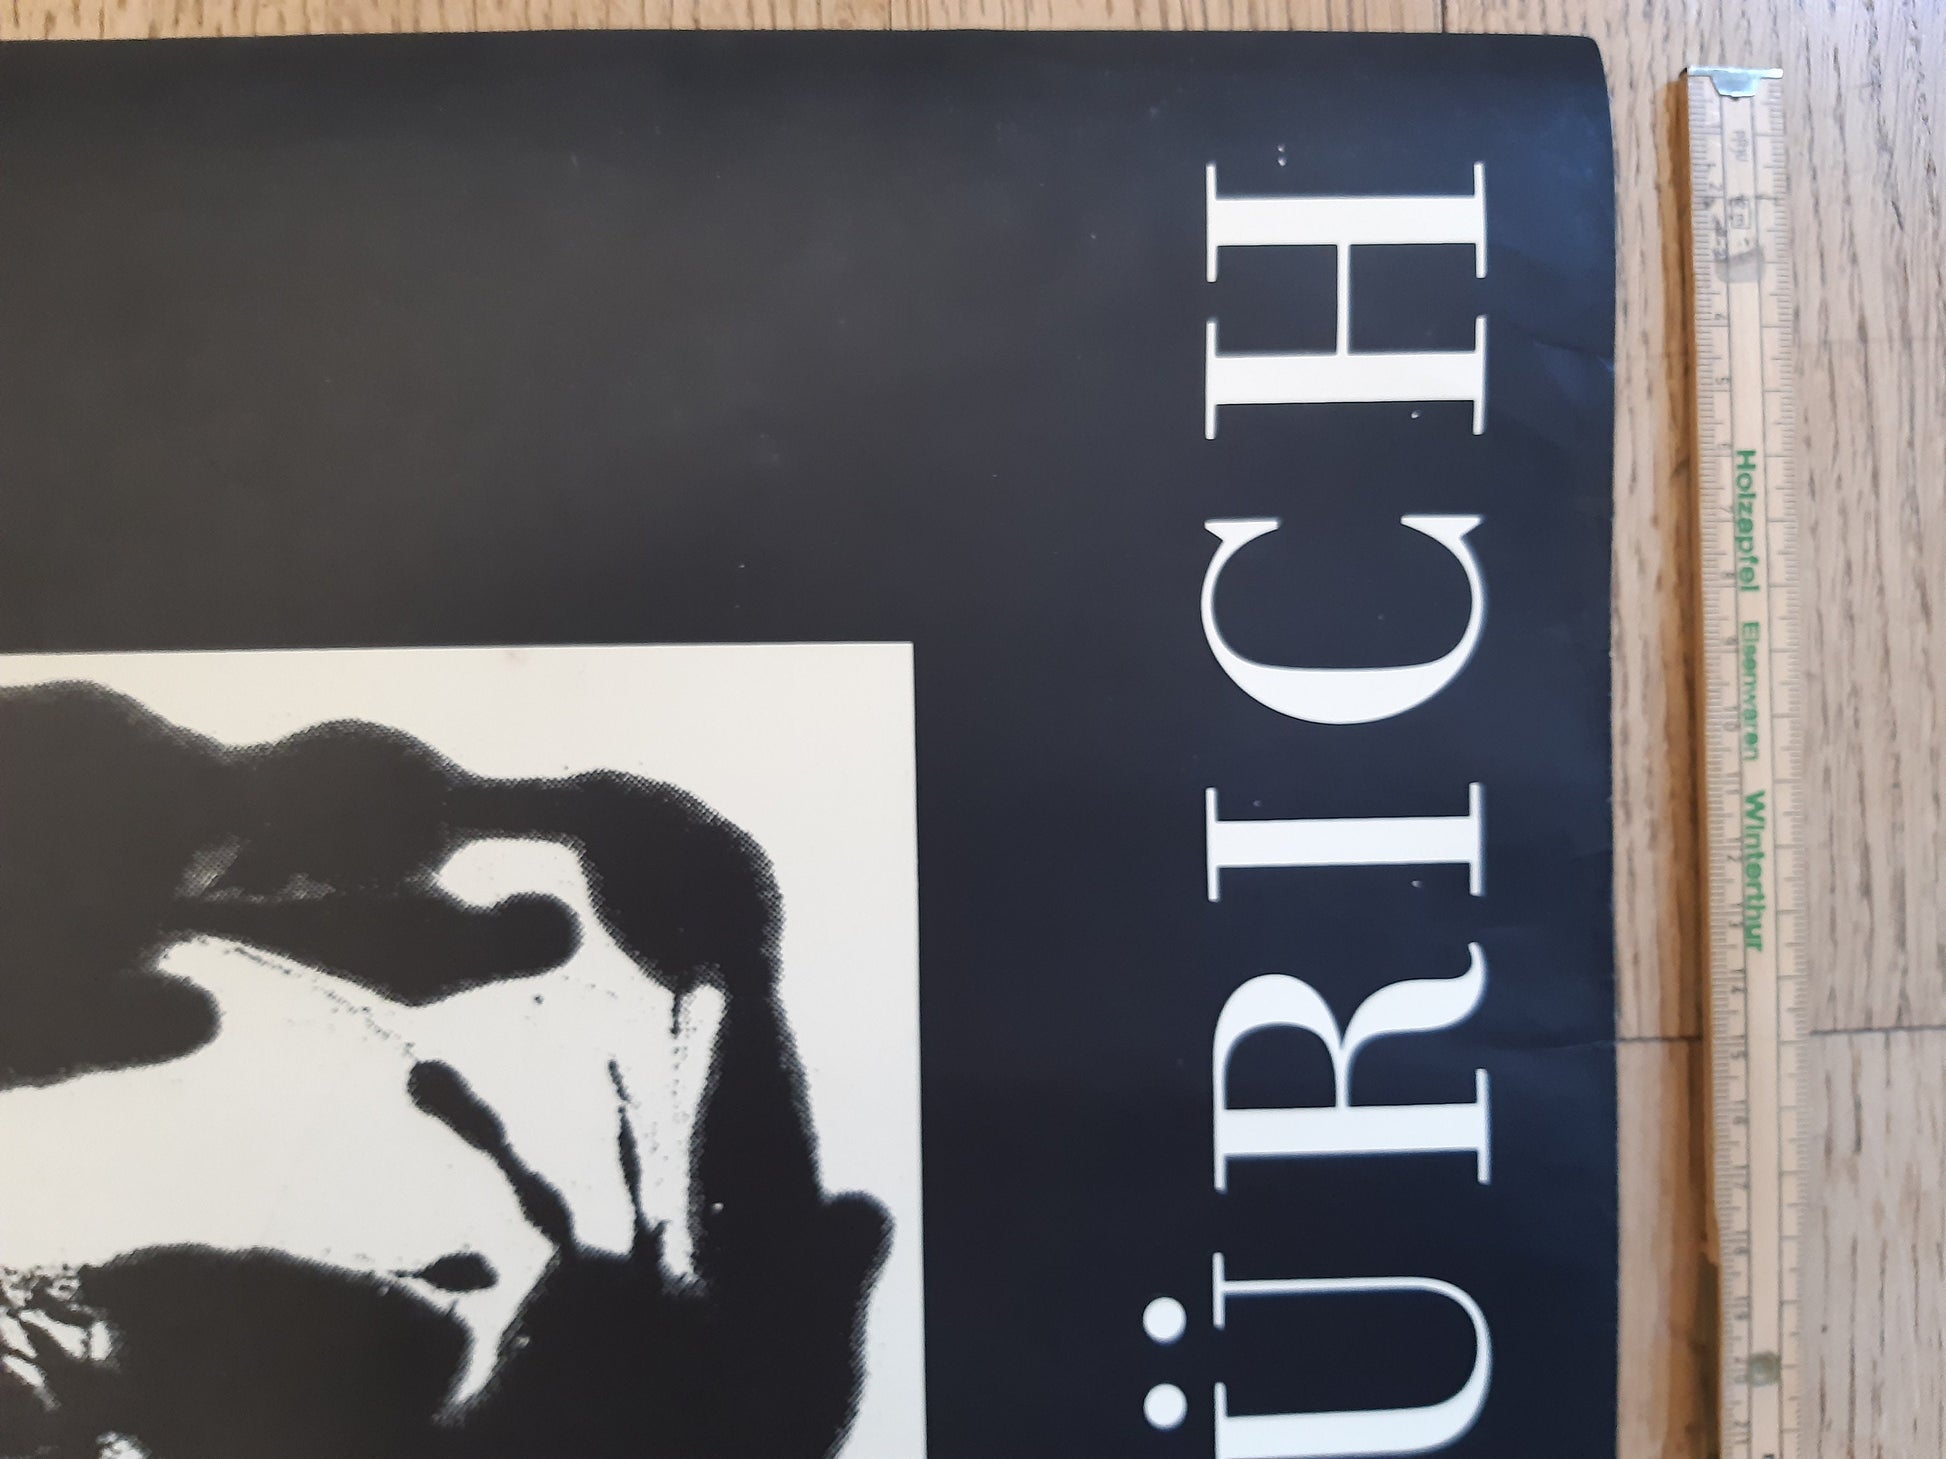 ÜRICH
Holzapfel Eisenwaren Winterthur